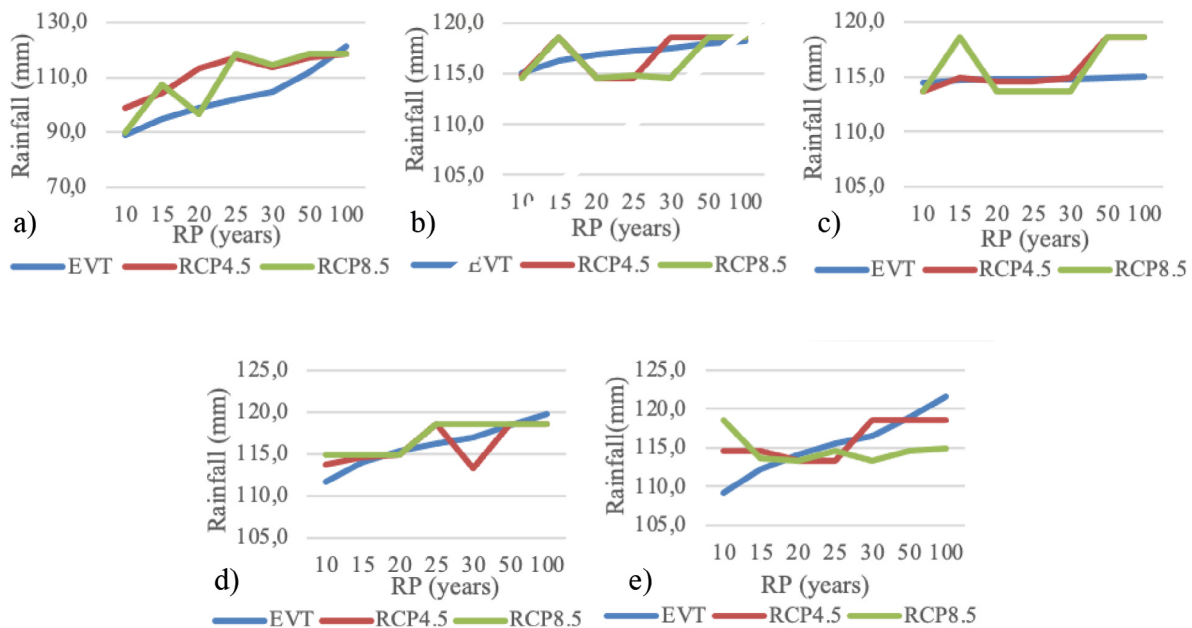 Rainfall (mm)
130,0
110,0
90,0
70,0
10 15 20 25 30 50 100
RP (years)
a)
EVT RCP4.5 RCP8.5
Rainfall (mm)
120,0
115,0
110,0
105,0
15 20 25 30 50 100
RP (years)
b)
EVT RCP4.5 RCP8.5
Rainfall (mm)
120,0
115,0
110,0
105,0
10 15 20 25 30 50 100
RP (years)
c)
EVT RCP4.5 RCP8.5
Rainfall (mm)
125,0
120,0
115,0
110,0
105,0
10 15 20 25 30 50 100
RP (years)
d)
EVT RCP4.5 RCP8.5
Rainfall(mm)
125,0
120,0
115,0
110,0
105,0
10 15 20 25 30 50 100
RP (years)
e)
EVT RCP4.5 RCP8.5